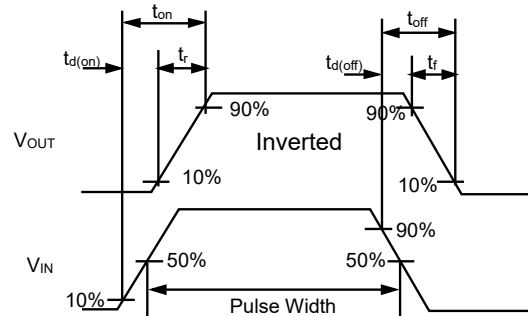 ton
toff
td(on)
tr
td(off)
tf
90%
90%
VOUT
Inverted
10%
10%
90%
VIN
50%
50%
10%
Pulse Width